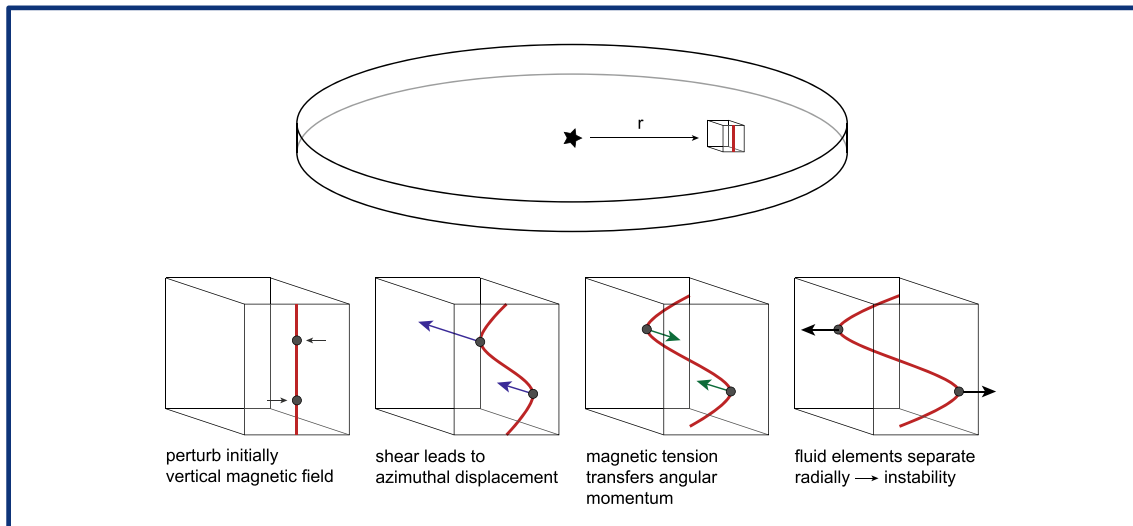 r
perturb initially
vertical magnetic field
shear leads to
azimuthal displacement
magnetic tension
transfers angular
momentum
fluid elements separate
radially → instability